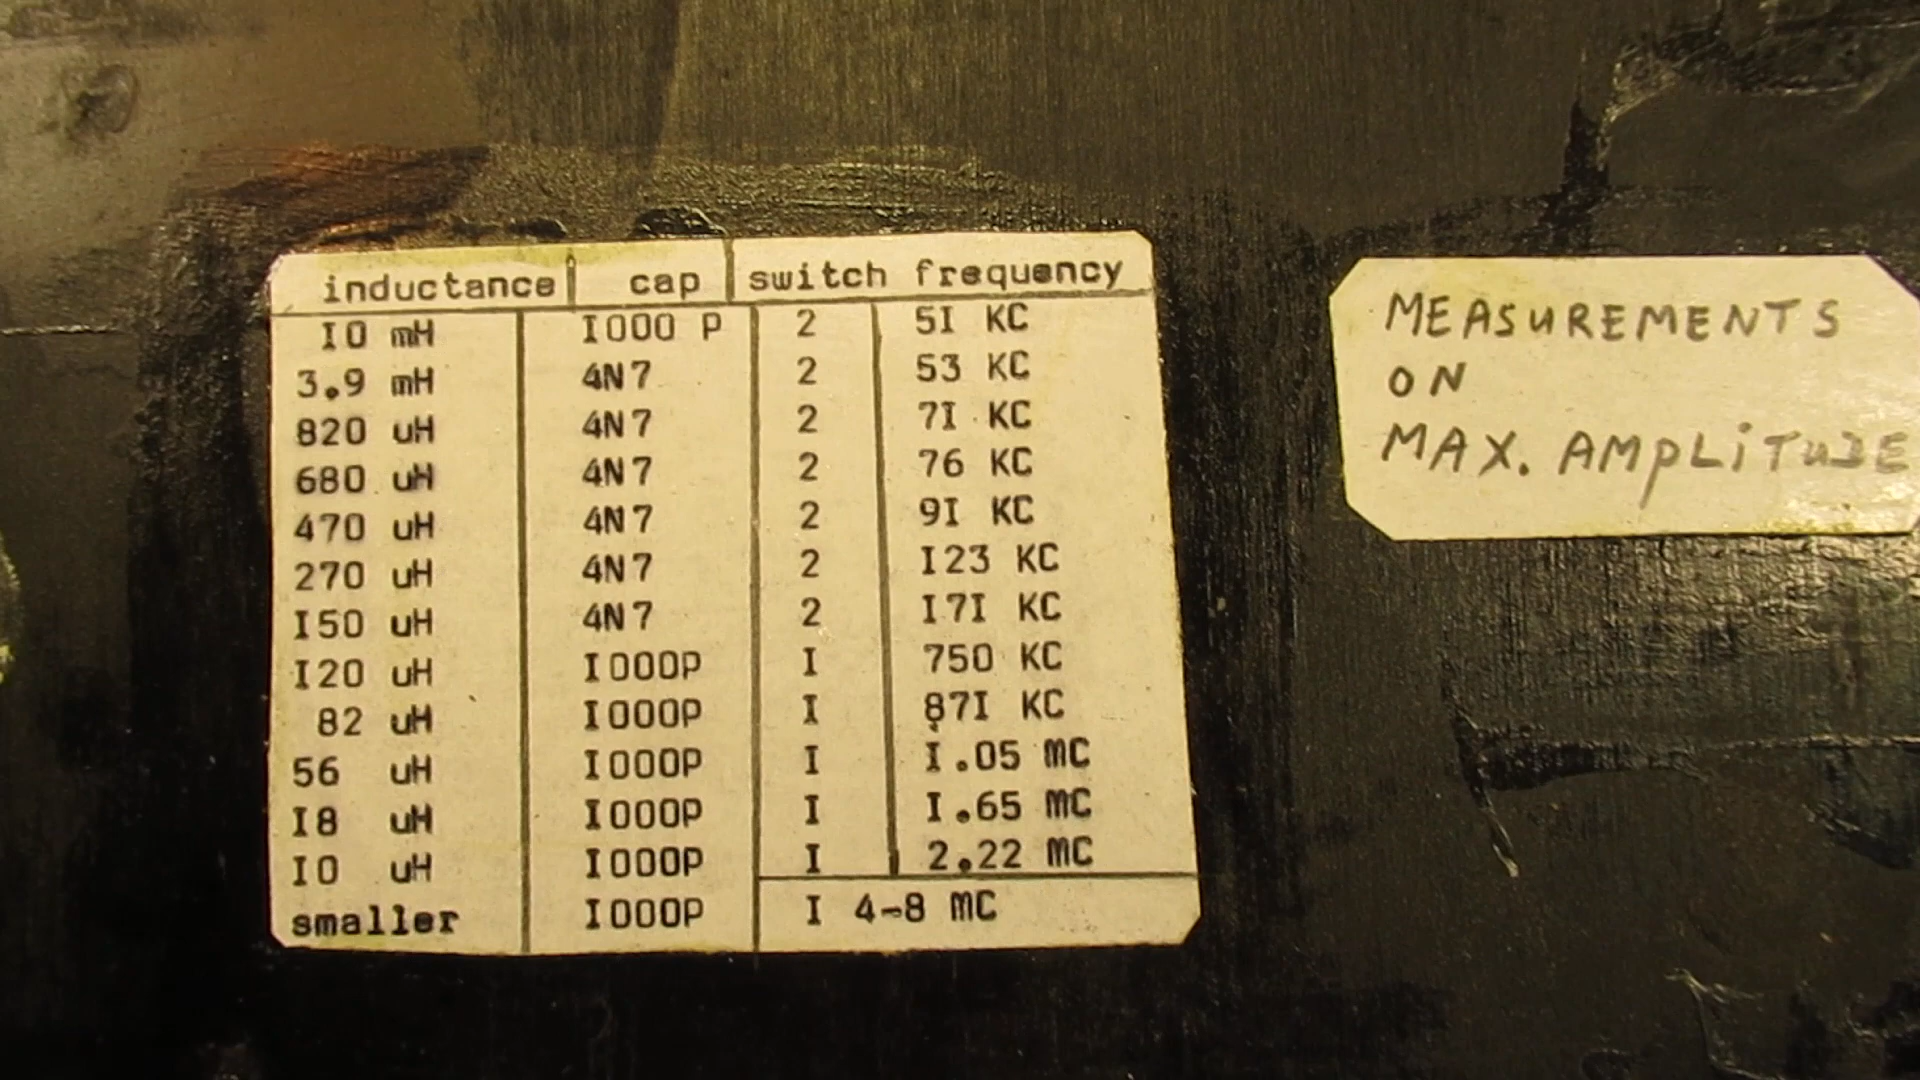 inductance cap switch frequency
I0 mH I000 P 2 5I KC
3.9 mH 4N7 2 53 KC
820 uH 4N7 2 7I KC
680 uH 4N7 2 76 KC
470 uH 4N7 2 9I KC
270 uH 4N7 2 I23 KC
I50 uH 4N7 2 I7I KC
I20 uH I000P I 750 KC
82 uH I000P I 87I KC
56 uH I000P I I.05 MC
I8 uH I000P I I.65 MC
I0 uH I000P I 2.22 MC
smaller I000P I 4-8 MC
MEASUREMENTS
ON
MAX. AMPLiTUDE